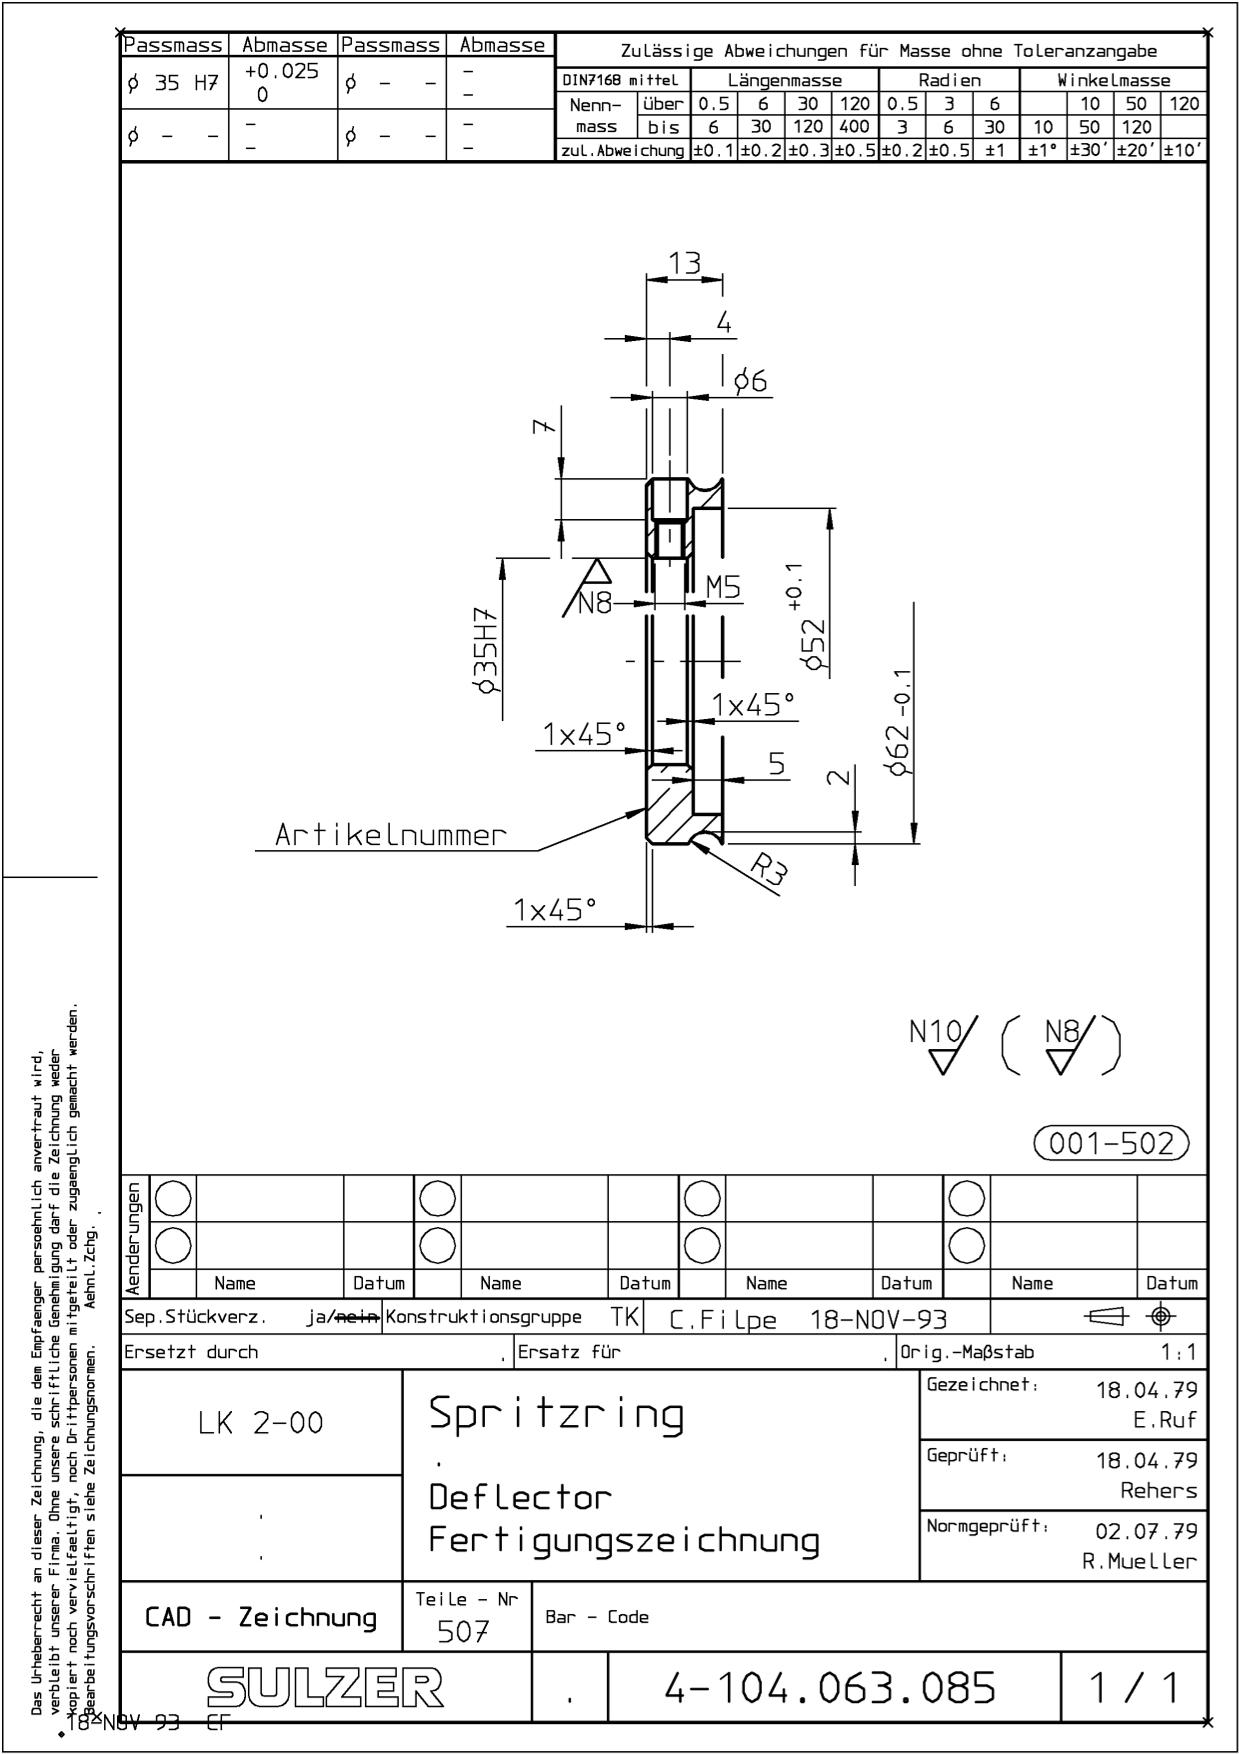 Passmass Abmasse Passmass Abmasse
ϕ 35 H7 +0.025 ϕ - - -
0 -
ϕ - - - ϕ - - -
- -
Zulässige Abweichungen für Masse ohne Toleranzangabe
DIN7168 mittel Längenmasse Radien Winkelmasse
Nenn- über 0.5 6 30 120 0.5 3 6 10 50 120
mass bis 6 30 120 400 3 6 30 10 50 120
zul.Abweichung ±0.1 ±0.2 ±0.3 ±0.5 ±0.2 ±0.5 ±1 ±1° ±30' ±20' ±10'
13
4
ϕ6
7
N8
M5
ϕ35H7
ϕ52 +0.1
ϕ62 -0.1
1x45°
1x45°
5
2
Artikelnummer
R3
1x45°
N10 ( N8 )
001-502
Aenderungen
Name Datum Name Datum Name Datum Name Datum
Sep.Stückverz. ja/nein Konstruktionsgruppe TK C.Filpe 18-NOV-93
Ersetzt durch . Ersatz für . Orig.-Maßstab 1:1
LK 2-00
.
.
Spritzring
.
Deflector
Fertigungszeichnung
Gezeichnet: 18.04.79
E.Ruf
Geprüft: 18.04.79
Rehers
Normgeprüft: 02.07.79
R.Mueller
CAD - Zeichnung
Teile - Nr
507
Bar - Code
SULZER . 4-104.063.085 1/1
Das Urheberrecht an dieser Zeichnung, die dem Empfaenger persoehnlich anvertraut wird,
verbleibt unserer Firma. Ohne unsere schriftliche Genehmigung darf die Zeichnung weder
kopiert noch vervielfaeltigt, noch Drittpersonen mitgeteilt oder zugaenglich gemacht werden.
Bearbeitungsvorschriften siehe Zeichnungsnormen. Aehnl.Zchg. .
18-NOV-93 CF